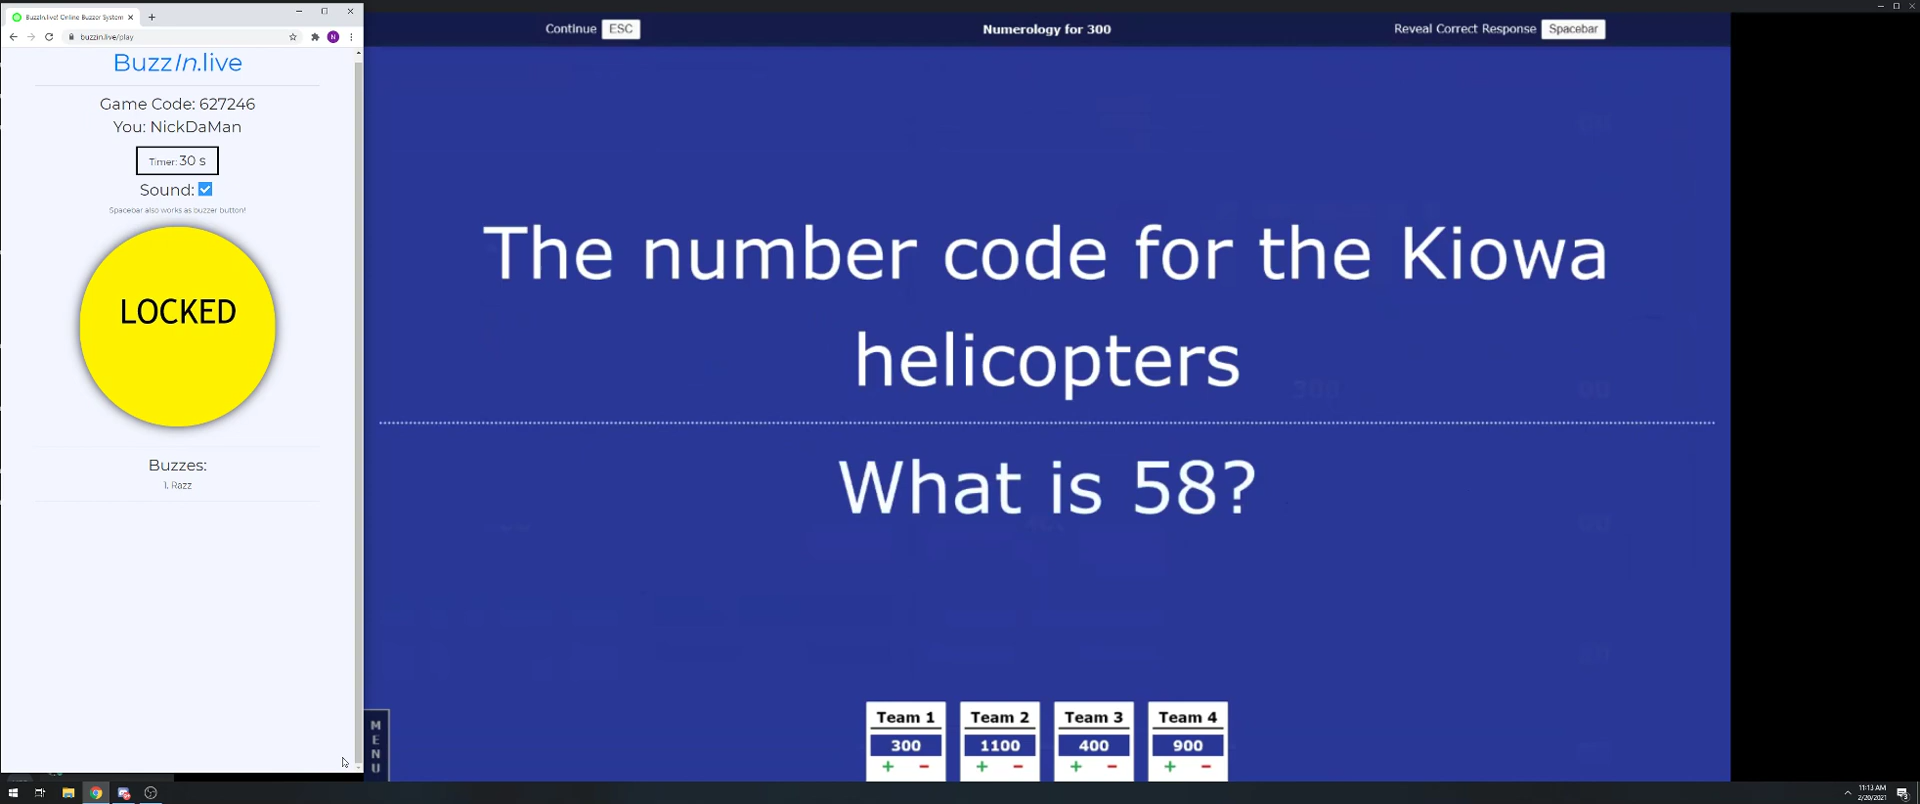 BuzzIn.live! Online Buzzer System
buzzin.live/play
BuzzIn.live
Game Code: 627246
You: NickDaMan
Timer: 30 s
Sound:
Spacebar also works as buzzer button!
LOCKED
Buzzes:
1. Razz
Continue ESC
Numerology for 300
Reveal Correct Response Spacebar
The number code for the Kiowa
helicopters
What is 58?
MENU
Team 1 Team 2 Team 3 Team 4
300 1100 400 900
+ - + - + - + -
11:13 AM
2/20/2021